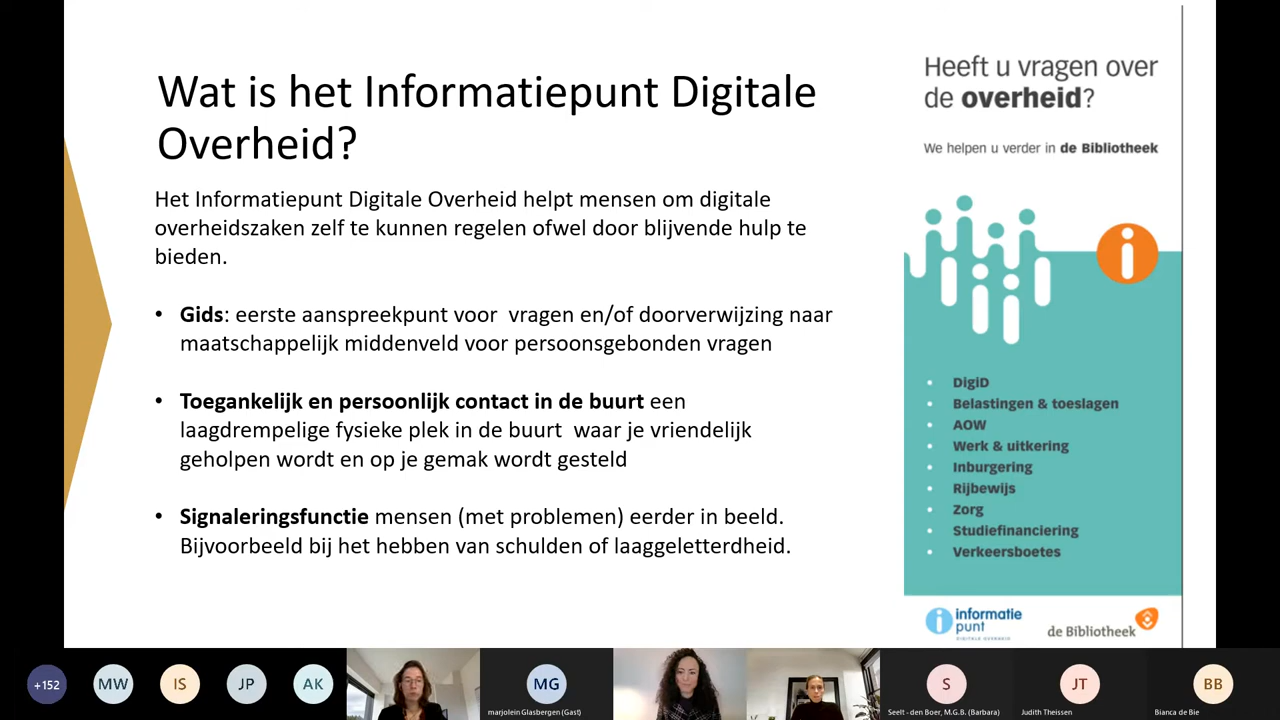 Wat is het Informatiepunt Digitale
Overheid?
Het Informatiepunt Digitale Overheid helpt mensen om digitale
overheidszaken zelf te kunnen regelen ofwel door blijvende hulp te
bieden.
• Gids: eerste aanspreekpunt voor vragen en/of doorverwijzing naar
maatschappelijk middenveld voor persoonsgebonden vragen
• Toegankelijk en persoonlijk contact in de buurt een
laagdrempelige fysieke plek in de buurt waar je vriendelijk
geholpen wordt en op je gemak wordt gesteld
• Signaleringsfunctie mensen (met problemen) eerder in beeld.
Bijvoorbeeld bij het hebben van schulden of laaggeletterdheid.
Heeft u vragen over
de overheid?
We helpen u verder in de Bibliotheek
i
• DigiD
• Belastingen & toeslagen
• AOW
• Werk & uitkering
• Inburgering
• Rijbewijs
• Zorg
• Studiefinanciering
• Verkeersboetes
i informatie
punt
DIGITALE OVERHEID
de Bibliotheek
+152
MW
IS
JP
AK
MG
marjolein Glasbergen (Gast)
S
Seelt - den Boer, M.G.B. (Barbara)
JT
Judith Theissen
BB
Bianca de Bie